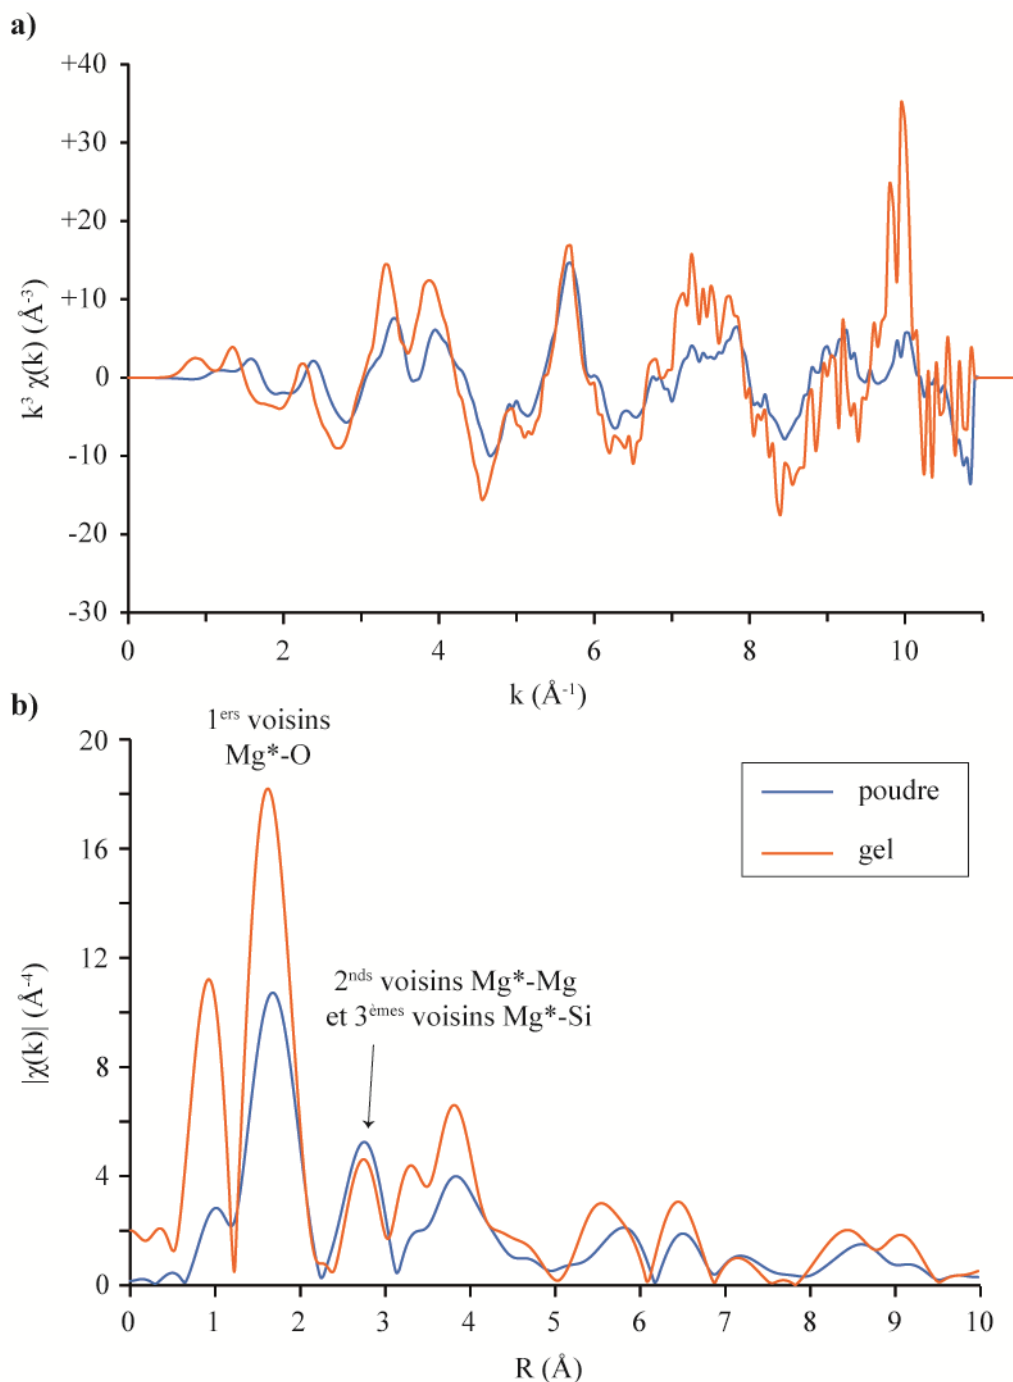 a)
+40
+30
+20
+10
0
-10
-20
-30
k³ χ(k) (Å⁻³)
0 2 4 6 8 10
k (Å⁻¹)
b)
1ers voisins
Mg*-O
20
16
12
8
4
0
|χ(k)| (Å⁻⁴)
poudre
gel
2nds voisins Mg*-Mg
et 3èmes voisins Mg*-Si
0 1 2 3 4 5 6 7 8 9 10
R (Å)